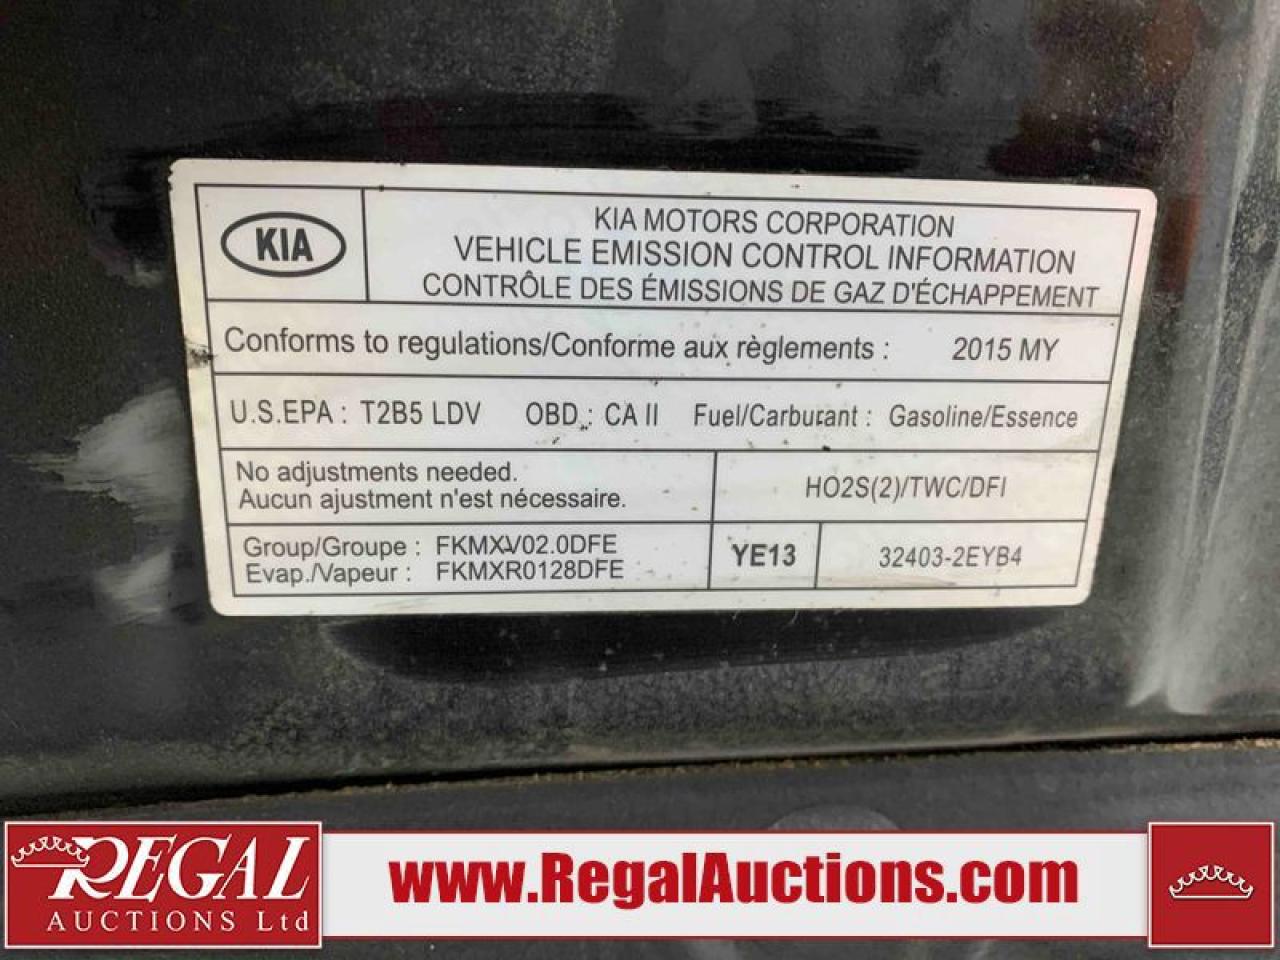 KIA
KIA MOTORS CORPORATION
VEHICLE EMISSION CONTROL INFORMATION
CONTRÔLE DES ÉMISSIONS DE GAZ D'ÉCHAPPEMENT
Conforms to regulations/Conforme aux règlements : 2015 MY
U.S.EPA : T2B5 LDV OBD : CA II Fuel/Carburant : Gasoline/Essence
No adjustments needed.
Aucun ajustment n'est nécessaire.
HO2S(2)/TWC/DFI
Group/Groupe : FKMXV02.0DFE
Evap./Vapeur : FKMXR0128DFE
YE13
32403-2EYB4
REGAL
AUCTIONS Ltd
www.RegalAuctions.com